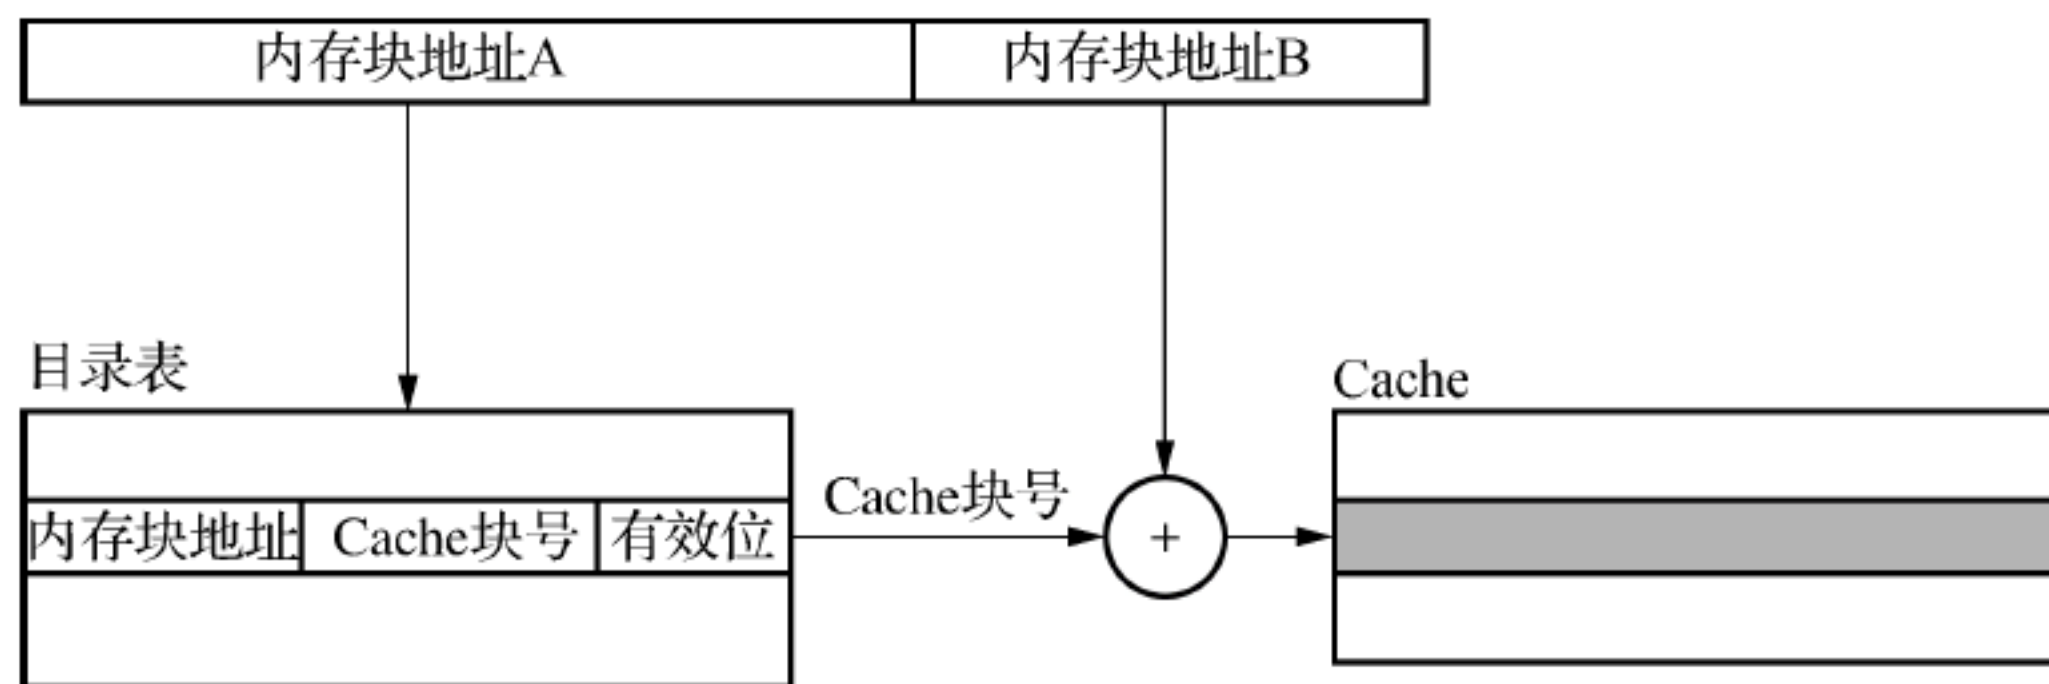 内存块地址A 内存块地址B
目录表
Cache
Cache块号
内存块地址 Cache块号 有效位
+